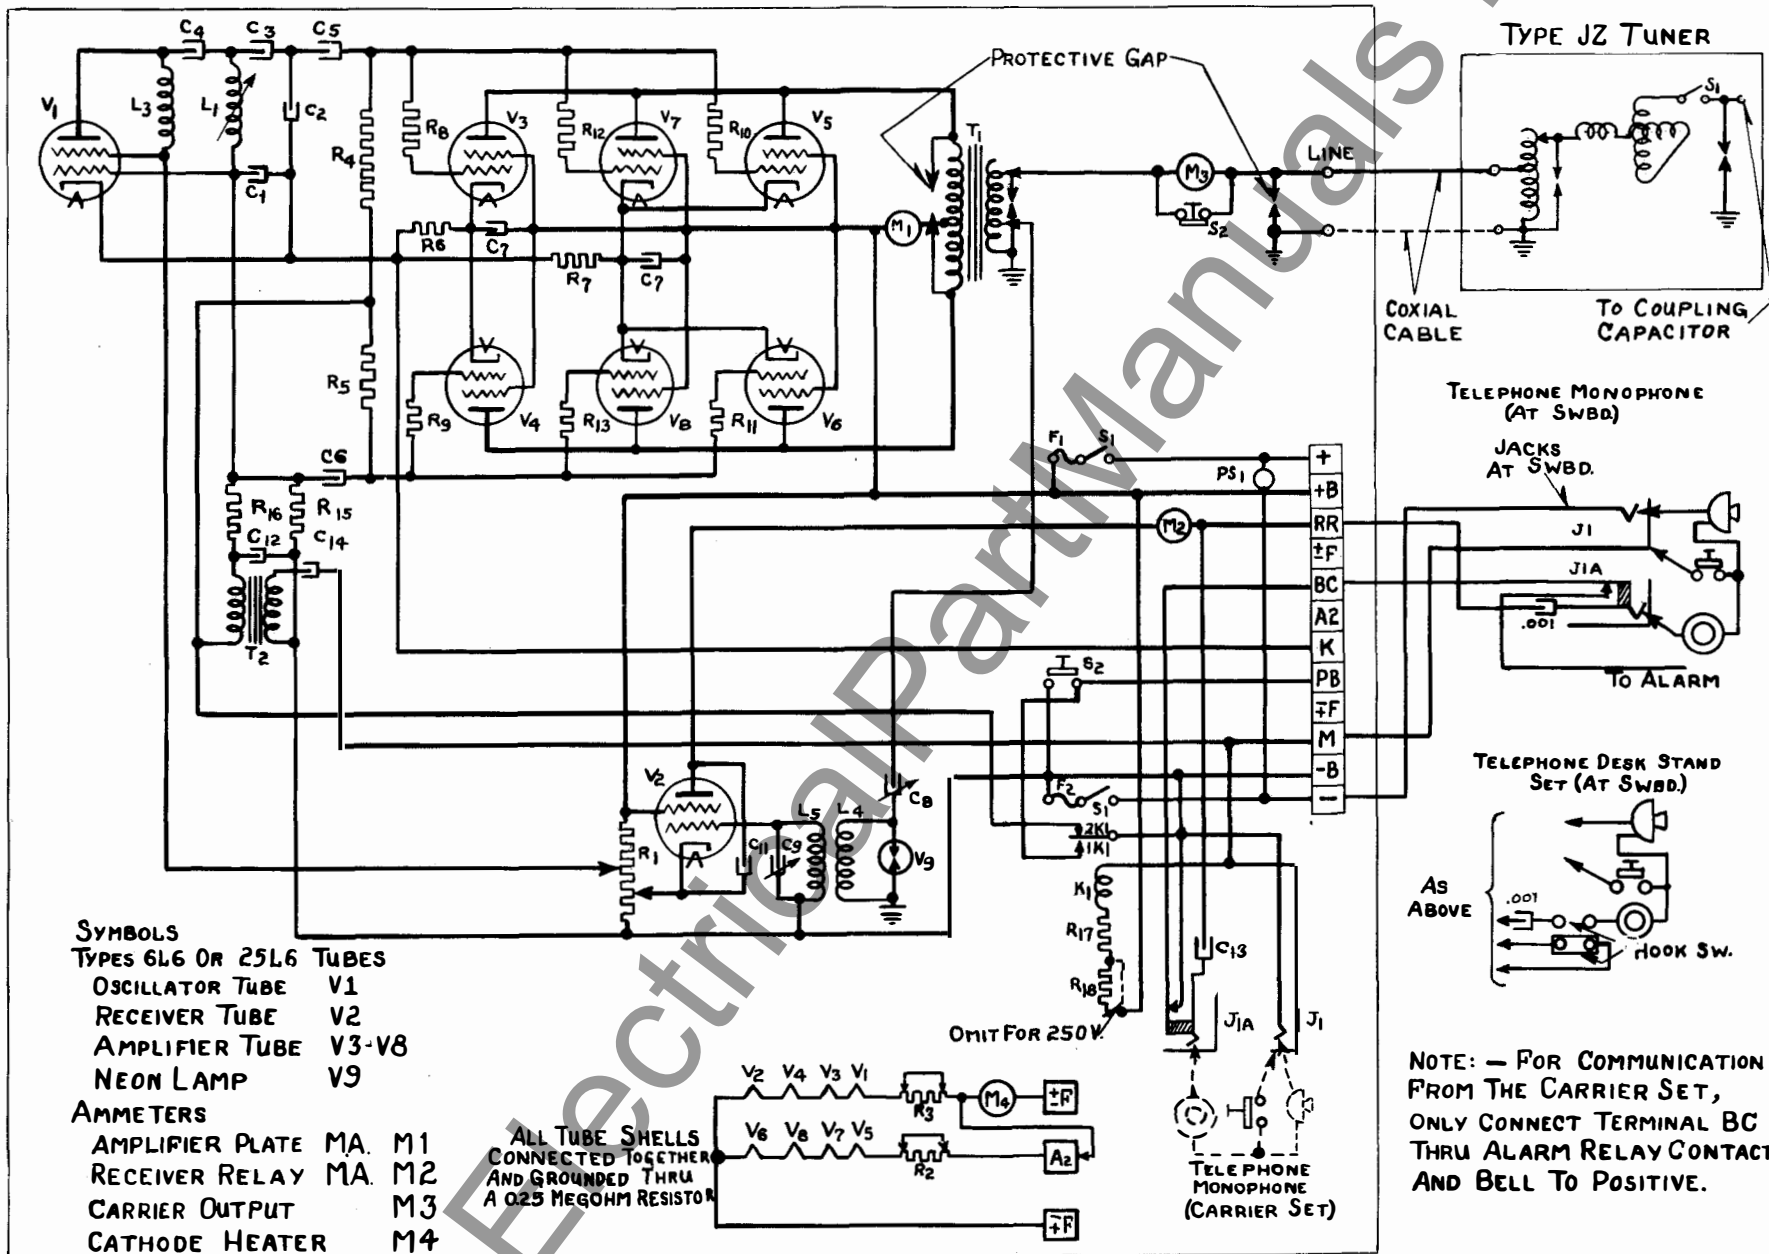 C4 C3 C5
V1 L3 L1 C2 C1
R4 R8 V3 R12 V7 R10 V5
PROTECTIVE GAP
T1
R6 C7 R7 C7 M1
M3 S2 LINE
TYPE JZ TUNER
S1
COXIAL
CABLE
TO COUPLING
CAPACITOR
R5 R9 V4 R13 V8 R11 V6
C6
R16 R15
C12 C14
T2
F1 S1
PS1
M2
+
+B
RR
±F
BC
A2
K
PB
∓F
M
-B
-
S2
F2 S1
2K1
1K1
K1
R17
R18
C13
J1A J1
OMIT FOR 250V.
V2 R1 C11 C9 L5 L4 C8 V9
TELEPHONE MONOPHONE
(AT SWBD.)
JACKS
AT SWBD.
J1
J1A
.001
TO ALARM
TELEPHONE DESK STAND
SET (AT SWBD.)
AS
ABOVE
.001
HOOK SW.
SYMBOLS
TYPES 6L6 OR 25L6 TUBES
OSCILLATOR TUBE V1
RECEIVER TUBE V2
AMPLIFIER TUBE V3-V8
NEON LAMP V9
AMMETERS
AMPLIFIER PLATE MA. M1
RECEIVER RELAY MA. M2
CARRIER OUTPUT M3
CATHODE HEATER M4
ALL TUBE SHELLS
CONNECTED TOGETHER
AND GROUNDED THRU
A 0.25 MEGOHM RESISTOR
V2 V4 V3 V1 R3 M4 ±F
V6 V8 V7 V5 R2 A2
∓F
TELEPHONE
MONOPHONE
(CARRIER SET)
NOTE: - FOR COMMUNICATION
FROM THE CARRIER SET,
ONLY CONNECT TERMINAL BC
THRU ALARM RELAY CONTACT
AND BELL TO POSITIVE.
ElectricalPartManuals